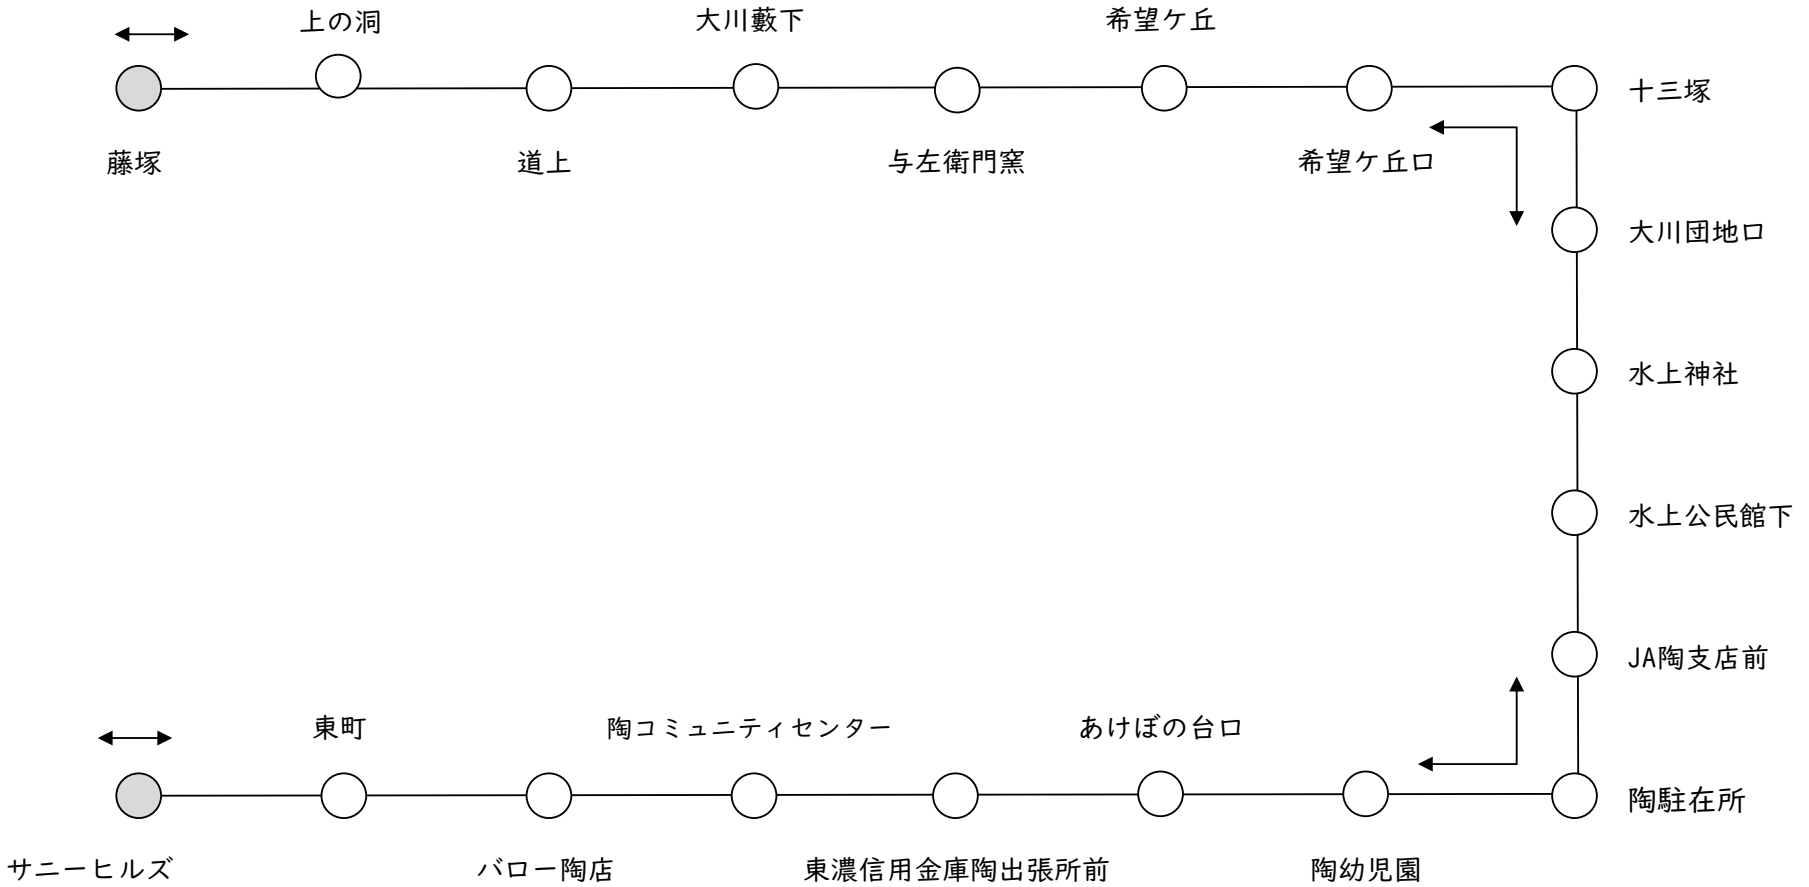 上の洞
大川藪下
希望ケ丘
藤塚
道上
与左衛門窯
希望ケ丘口
十三塚
大川団地口
水上神社
水上公民館下
JA陶支店前
陶駐在所
東町
陶コミュニティセンター
あけぼの台口
サニーヒルズ
バロー陶店
東濃信用金庫陶出張所前
陶幼児園